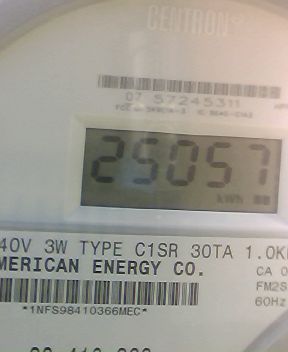 CENTRON
07 57245311
25057
kWh
40V 3W TYPE C1SR 30TA 1.0K
MERICAN ENERGY CO.
CA 0
FM2S
60Hz
*1NFS98410366MEC*